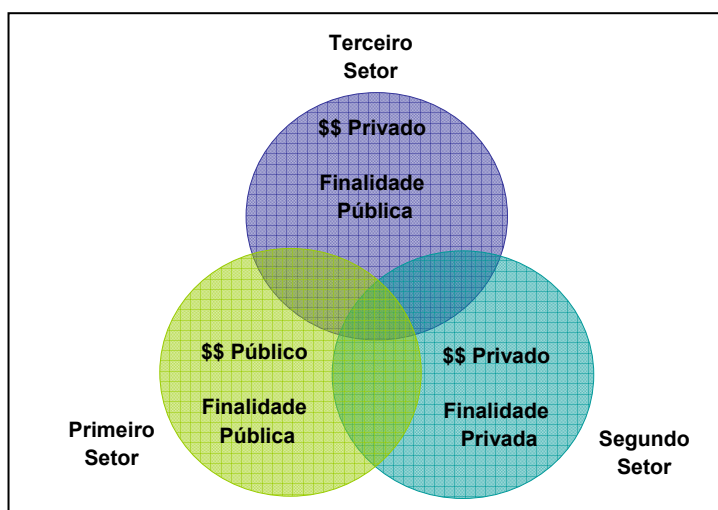 Terceiro
Setor
$$ Privado
Finalidade
Pública
$$ Público
Finalidade
Pública
Primeiro
Setor
$$ Privado
Finalidade
Privada
Segundo
Setor